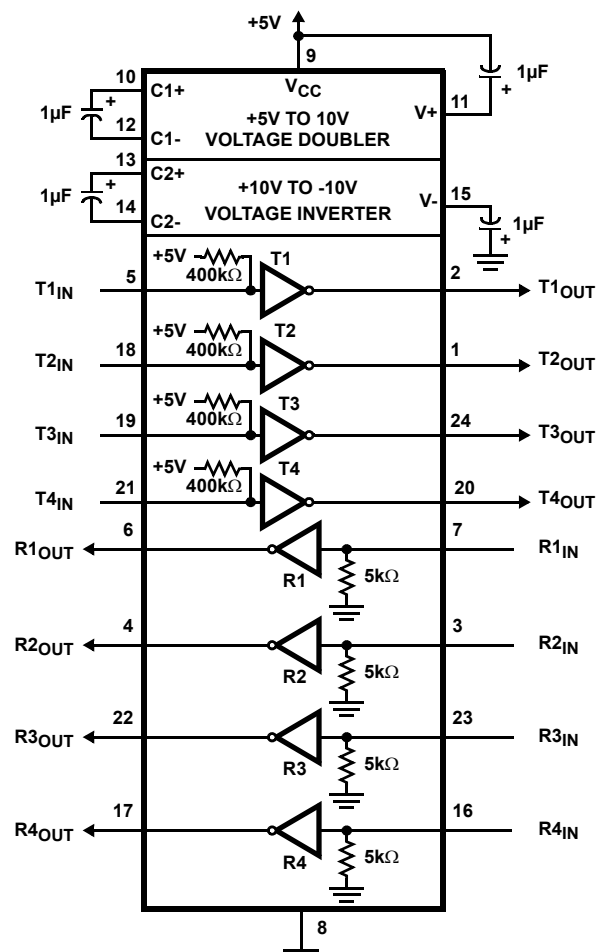 +5V
9
10
1µF
+
C1+
VCC
1µF
+
+5V TO 10V
VOLTAGE DOUBLER
V+
11
12
C1-
13
1µF
+
C2+
+10V TO -10V
VOLTAGE INVERTER
V-
15
1µF
+
14
C2-
+5V
400kΩ
T1
T1IN
5
2
T1OUT
+5V
400kΩ
T2
T2IN
18
1
T2OUT
+5V
400kΩ
T3
T3IN
19
24
T3OUT
+5V
400kΩ
T4
T4IN
21
20
T4OUT
R1OUT
6
7
R1IN
R1
5kΩ
R2OUT
4
3
R2IN
R2
5kΩ
R3OUT
22
23
R3IN
R3
5kΩ
R4OUT
17
16
R4IN
R4
5kΩ
8